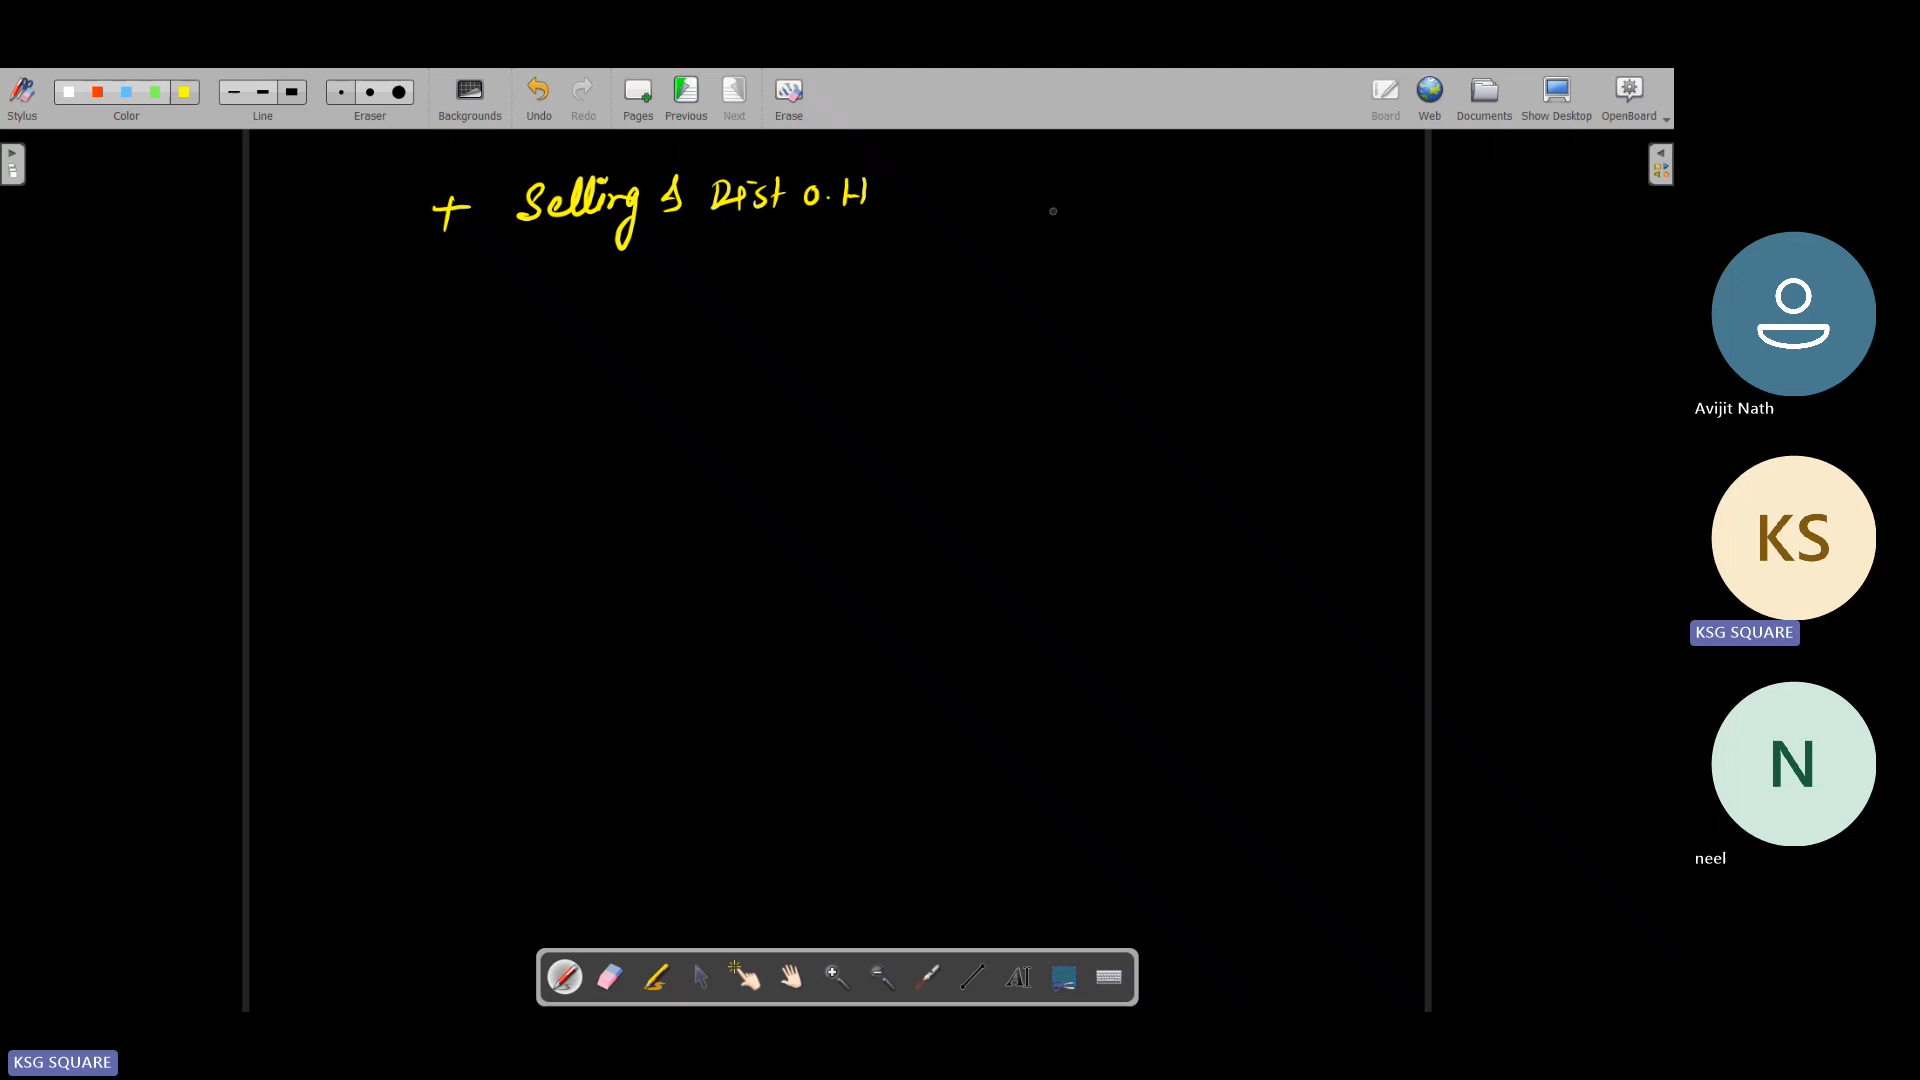 Stylus
Color
Line
Eraser
Backgrounds
Undo
Redo
Pages
Previous
Next
Erase
Board
Web
Documents
Show Desktop
OpenBoard
+ Selling & Dist O.H
Avijit Nath
KS
KSG SQUARE
N
neel
AI
KSG SQUARE